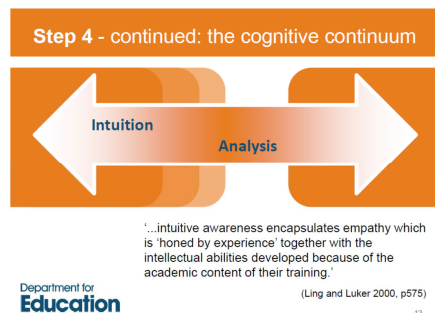 Step 4 - continued: the cognitive continuum
Intuition
Analysis
‘...intuitive awareness encapsulates empathy which
is ‘honed by experience’ together with the
intellectual abilities developed because of the
academic content of their training.’
(Ling and Luker 2000, p575)
Department for
Education